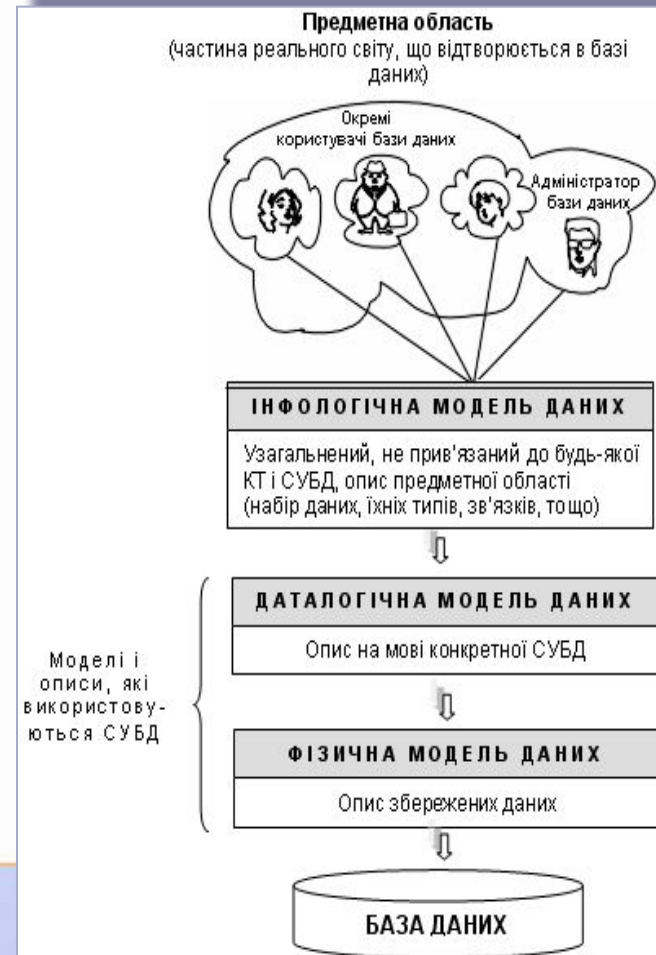 Предметна область
(частина реального світу, що відтворюється в базі
даних)
Окремі
користувачі бази даних
Адміністратор
бази даних
ІНФОЛОГІЧНА МОДЕЛЬ ДАНИХ
Узагальнений, не прив'язаний до будь-якої
КТ і СУБД, опис предметної області
(набір даних, їхніх типів, зв'язків, тощо)
ДАТАЛОГІЧНА МОДЕЛЬ ДАНИХ
Опис на мові конкретної СУБД
Моделі і
описи, які
використову-
ються СУБД
ФІЗИЧНА МОДЕЛЬ ДАНИХ
Опис збережених даних
БАЗА ДАНИХ